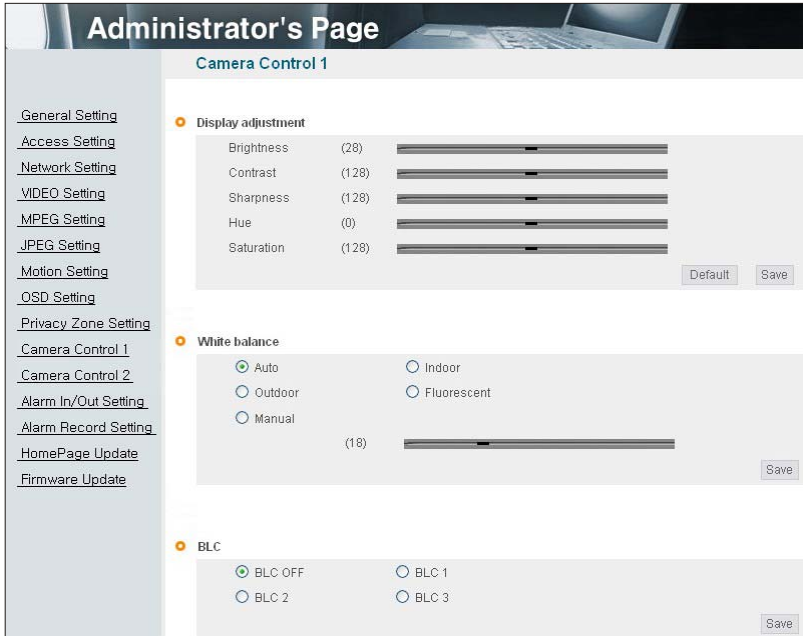 Administrator's Page
Camera Control 1
General Setting
Access Setting
Network Setting
VIDEO Setting
MPEG Setting
JPEG Setting
Motion Setting
OSD Setting
Privacy Zone Setting
Camera Control 1
Camera Control 2
Alarm In/Out Setting
Alarm Record Setting
HomePage Update
Firmware Update
Display adjustment
Brightness (28)
Contrast (128)
Sharpness (128)
Hue (0)
Saturation (128)
Default Save
White balance
Auto Indoor
Outdoor Fluorescent
Manual
(18)
Save
BLC
BLC OFF BLC 1
BLC 2 BLC 3
Save